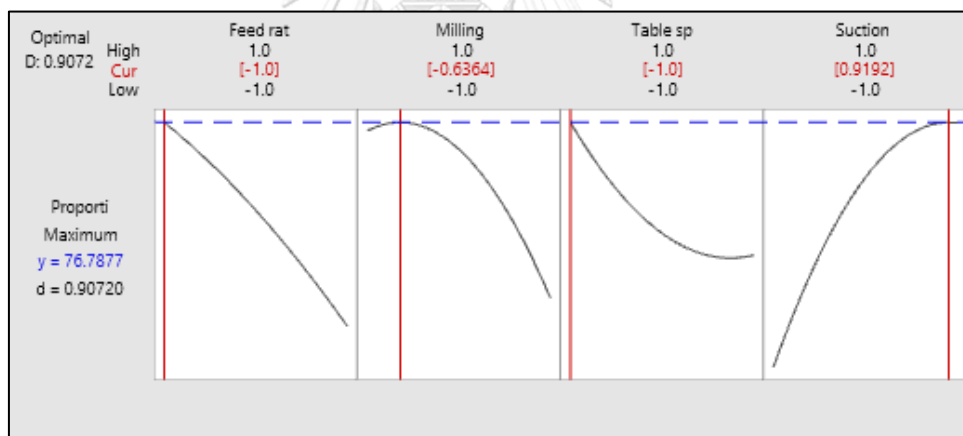 Optimal
D: 0.9072
High
Cur
Low
Feed rat
1.0
[-1.0]
-1.0
Milling
1.0
[-0.6364]
-1.0
Table sp
1.0
[-1.0]
-1.0
Suction
1.0
[0.9192]
-1.0
Proporti
Maximum
y = 76.7877
d = 0.90720